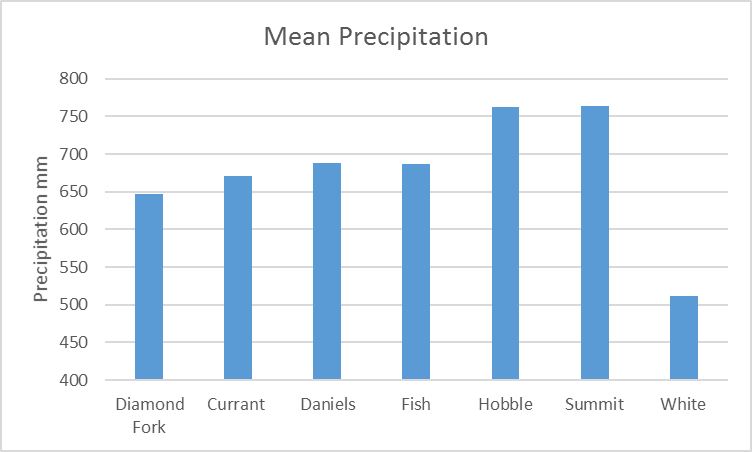 Mean Precipitation
Precipitation mm
800
750
700
650
600
550
500
450
400
Diamond Fork
Currant
Daniels
Fish
Hobble
Summit
White